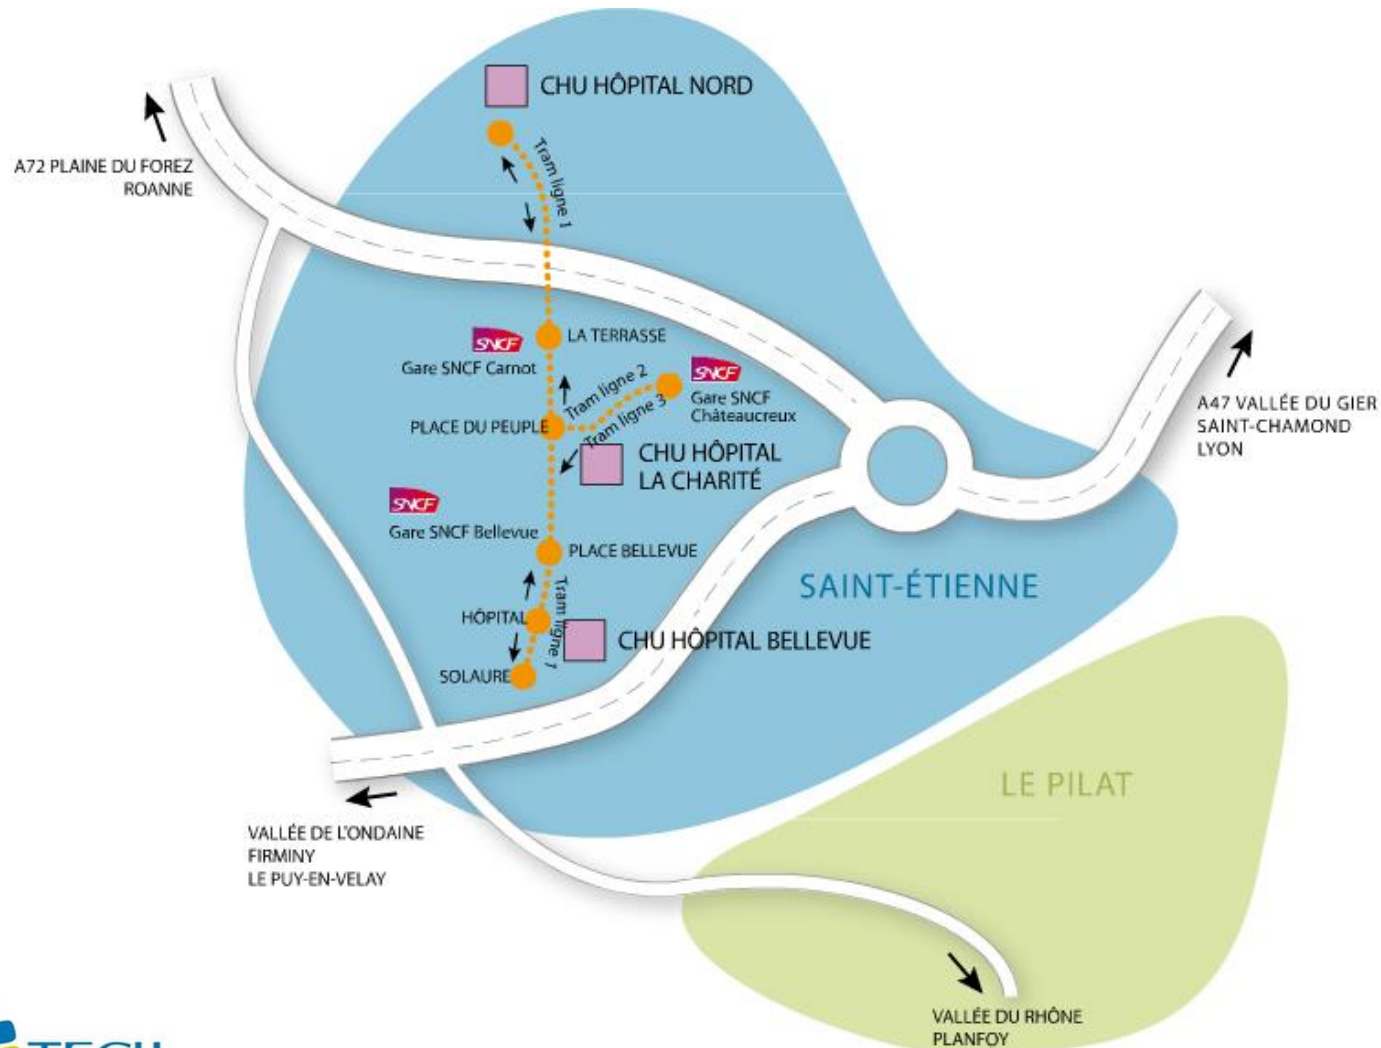 CHU HÔPITAL NORD
A72 PLAINE DU FOREZ
ROANNE
Tram ligne 1
SNCF
LA TERRASSE
Gare SNCF Carnot
Tram ligne 2
SNCF
Gare SNCF
Châteaucreux
Tram ligne 3
A47 VALLÉE DU GIER
SAINT-CHAMOND
LYON
PLACE DU PEUPLE
CHU HÔPITAL
LA CHARITÉ
SNCF
Gare SNCF Bellevue
PLACE BELLEVUE
SAINT-ÉTIENNE
HÔPITAL
Tram ligne 1
CHU HÔPITAL BELLEVUE
SOLAURE
LE PILAT
VALLÉE DE L'ONDAINE
FIRMINY
LE PUY-EN-VELAY
VALLÉE DU RHÔNE
PLANFOY